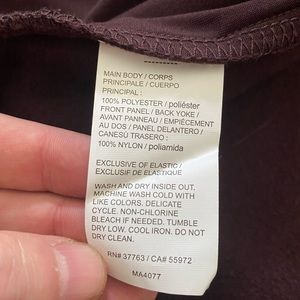 MAIN BODY / CORPS
PRINCIPALE / CUERPO
PRINCIPAL :
100% POLYESTER / poliéster
FRONT PANEL / BACK YOKE /
AVANT PANNEAU / EMPIÈCEMENT
AU DOS / PANEL DELANTERO /
CANESÚ TRASERO:
100% NYLON / poliamida
EXCLUSIVE OF ELASTIC /
EXCLUSIF DE ELASTIQUE
WASH AND DRY INSIDE OUT.
MACHINE WASH COLD WITH
LIKE COLORS. DELICATE
CYCLE. NON-CHLORINE
BLEACH IF NEEDED. TUMBLE
DRY LOW. COOL IRON. DO NOT
DRY CLEAN.
RN# 37763 / CA# 55972
MA4077